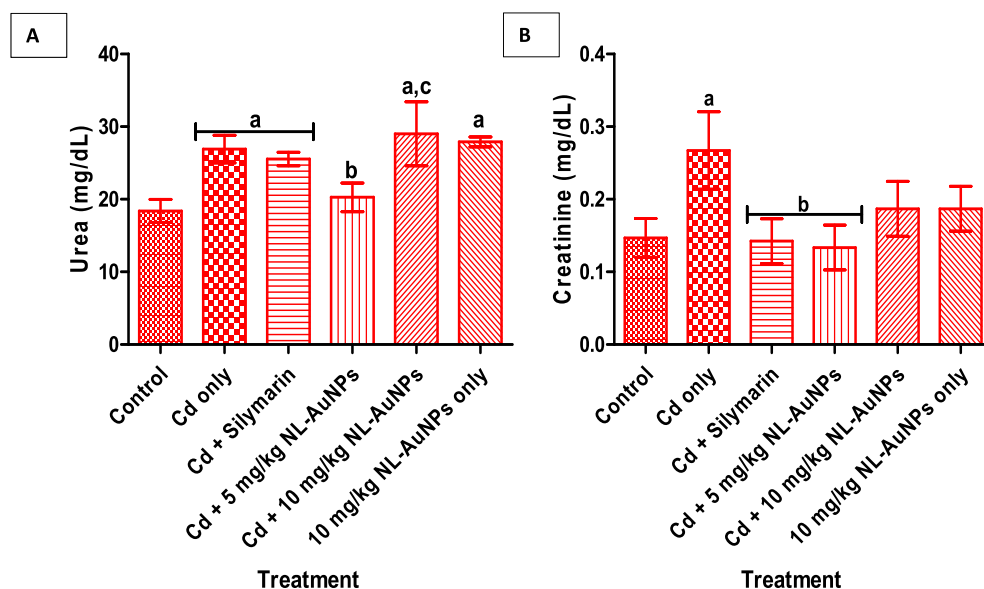 A
Urea (mg/dL)
40
30
20
10
0
a
b
a,c
a
Control
Cd only
Cd + Silymarin
Cd + 5 mg/kg NL-AuNPs
Cd + 10 mg/kg NL-AuNPs
10 mg/kg NL-AuNPs only
Treatment
B
Creatinine (mg/dL)
0.4
0.3
0.2
0.1
0.0
a
b
Control
Cd only
Cd + Silymarin
Cd + 5 mg/kg NL-AuNPs
Cd + 10 mg/kg NL-AuNPs
10 mg/kg NL-AuNPs only
Treatment